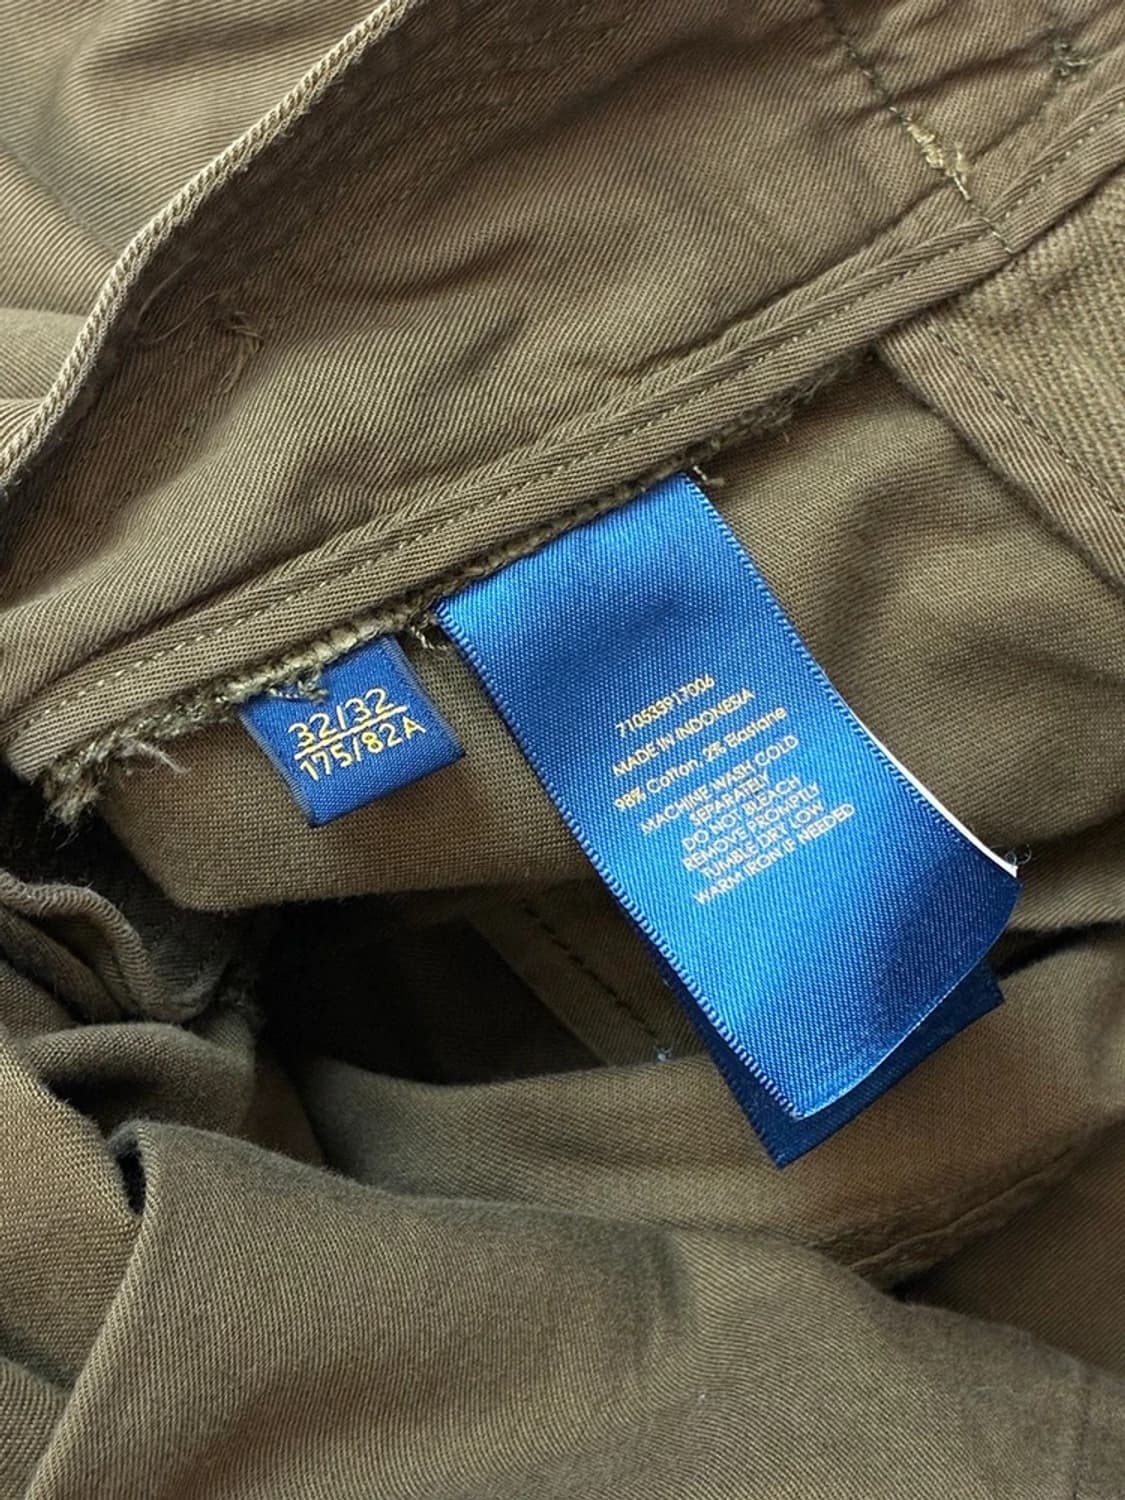 32/32
175/82A
710533917006
MADE IN INDONESIA
98% Cotton, 2% Elastane
MACHINE WASH COLD
SEPARATELY
DO NOT BLEACH
REMOVE PROMPTLY
TUMBLE DRY LOW
WARM IRON IF NEEDED